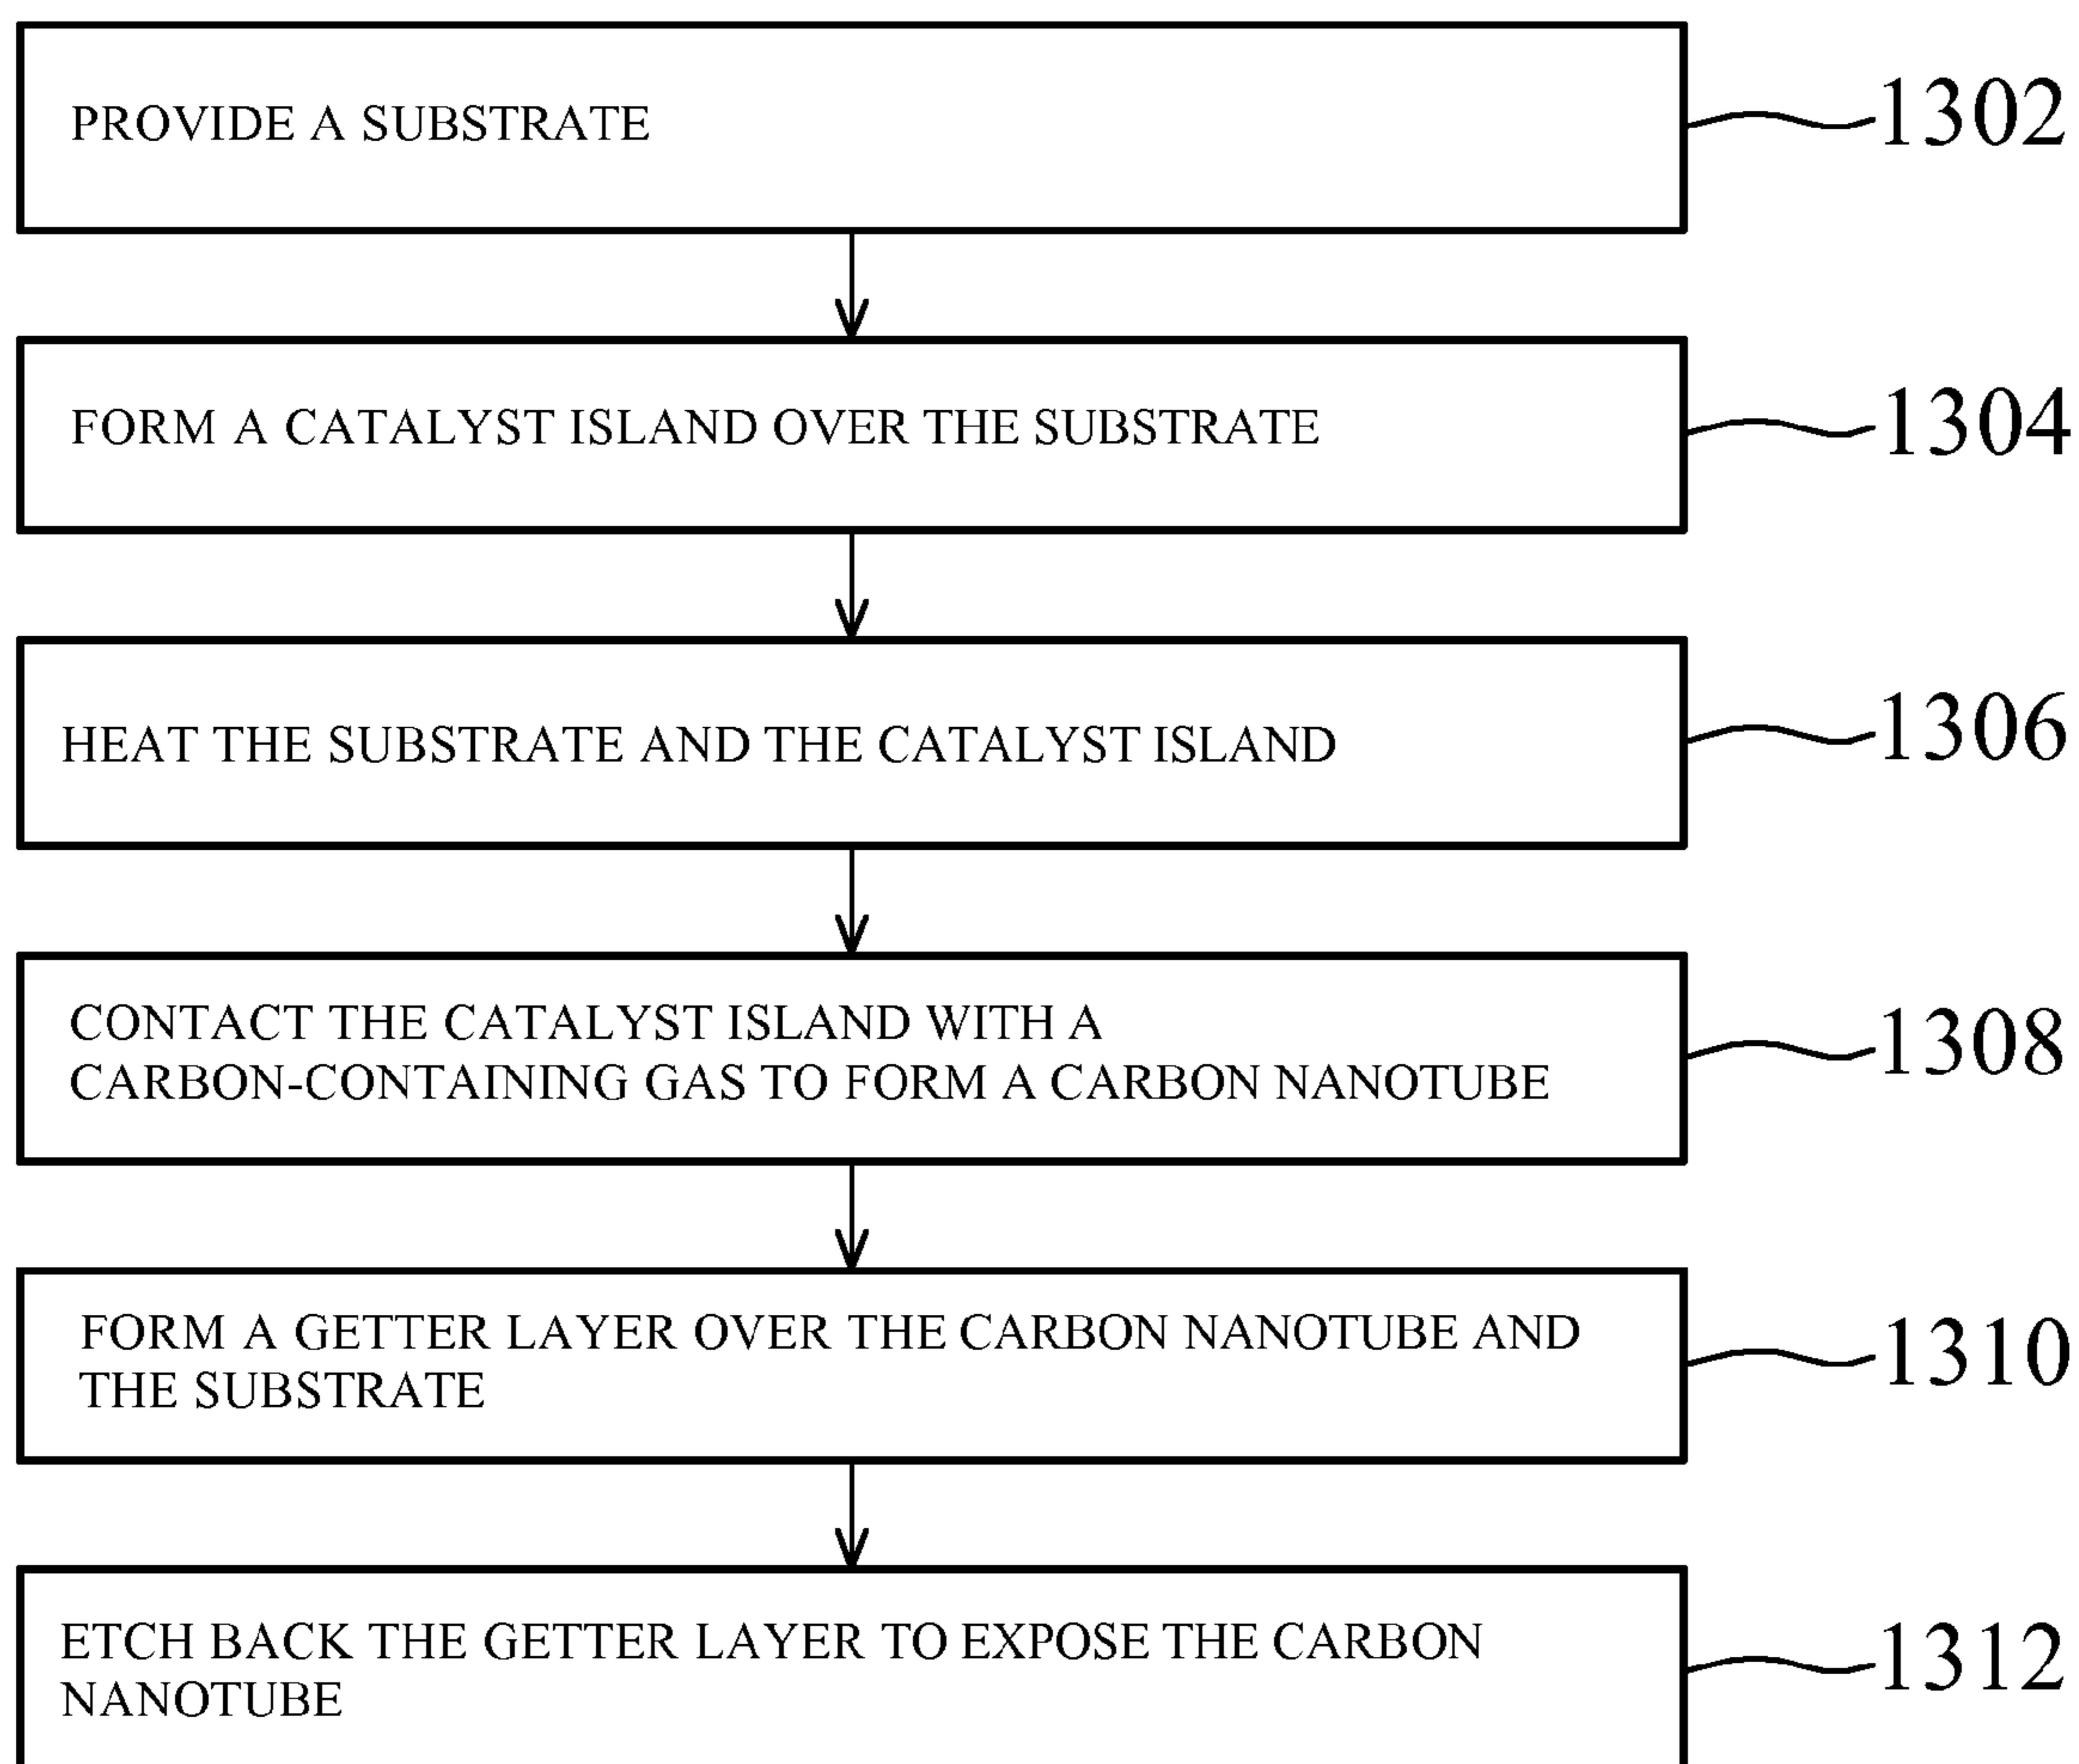 PROVIDE A SUBSTRATE
1302
FORM A CATALYST ISLAND OVER THE SUBSTRATE
1304
HEAT THE SUBSTRATE AND THE CATALYST ISLAND
1306
CONTACT THE CATALYST ISLAND WITH A
CARBON-CONTAINING GAS TO FORM A CARBON NANOTUBE
1308
FORM A GETTER LAYER OVER THE CARBON NANOTUBE AND
THE SUBSTRATE
1310
ETCH BACK THE GETTER LAYER TO EXPOSE THE CARBON
NANOTUBE
1312